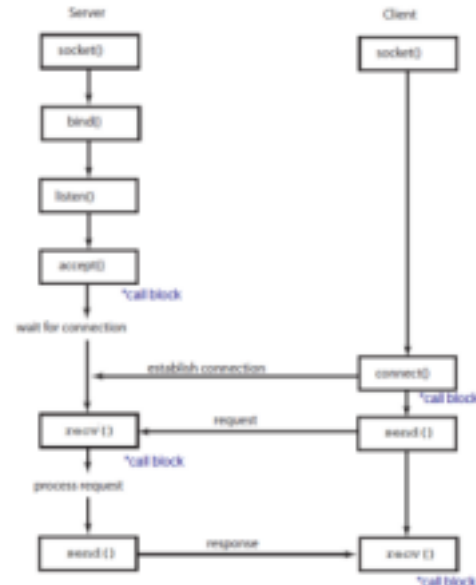 Server
Client
socket()
socket()
bind()
listen()
accept()
*call block
wait for connection
establish connection
connect()
*call block
recv()
request
send()
*call block
process request
send()
response
recv()
*call block